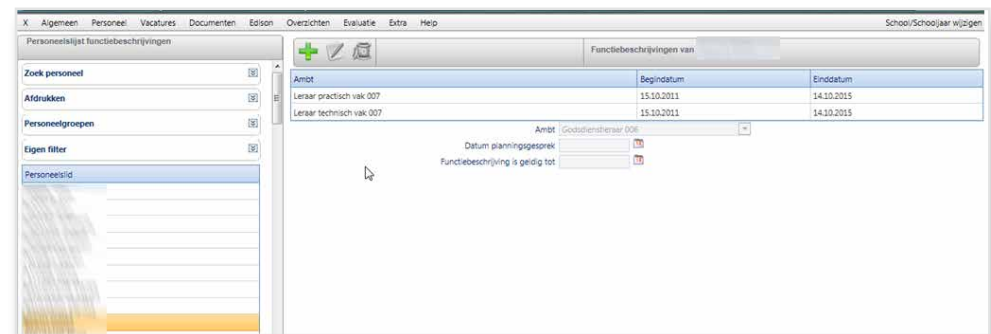 X Algemeen Personeel Vacatures Documenten Edison Overzichten Evaluatie Extra Help School/Schooljaar wijzigen
Personeelslijst functiebeschrijvingen
Functiebeschrijvingen van
Zoek personeel
Afdrukken
Personeelgroepen
Eigen filter
Personeelslid
Ambt Begindatum Einddatum
Leraar practisch vak 007 15.10.2011 14.10.2015
Leraar technisch vak 007 15.10.2011 14.10.2015
Ambt Godsdienstleraar 006
Datum planningsgesprek
Functiebeschrijving is geldig tot